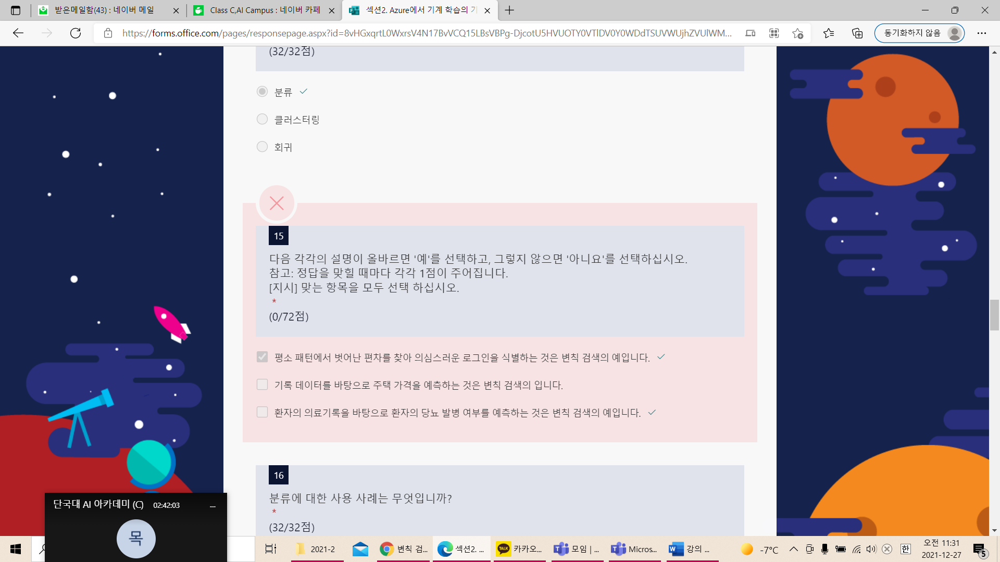 받은메일함(43) : 네이버 메일
Class C,AI Campus : 네이버 카페
섹션2. Azure에서 기계 학습의 기
https://forms.office.com/pages/responsepage.aspx?id=8vHGxqrtL0WxrsV4N17BvVCQ15LBsVBPg-DjcotU5HVUOTY0VTlDV0Y0WDdTSUVWUjhZVUlWM...
동기화하지 않음
(32/32점)
분류
클러스터링
회귀
15
다음 각각의 설명이 올바르면 '예'를 선택하고, 그렇지 않으면 '아니요'를 선택하십시오.
참고: 정답을 맞힐 때마다 각각 1점이 주어집니다.
[지시] 맞는 항목을 모두 선택 하십시오.
*
(0/72점)
평소 패턴에서 벗어난 편차를 찾아 의심스러운 로그인을 식별하는 것은 변칙 검색의 예입니다.
기록 데이터를 바탕으로 주택 가격을 예측하는 것은 변칙 검색의 입니다.
환자의 의료기록을 바탕으로 환자의 당뇨 발병 여부를 예측하는 것은 변칙 검색의 예입니다.
16
분류에 대한 사용 사례는 무엇입니까?
*
(32/32점)
단국대 AI 아카데미 (C) 02:42:03
목
2021-2
변칙 검...
섹션2. ...
TALK
카카오...
모임 | ...
Micros...
강의 ...
-7°C
한
오전 11:31
2021-12-27
5